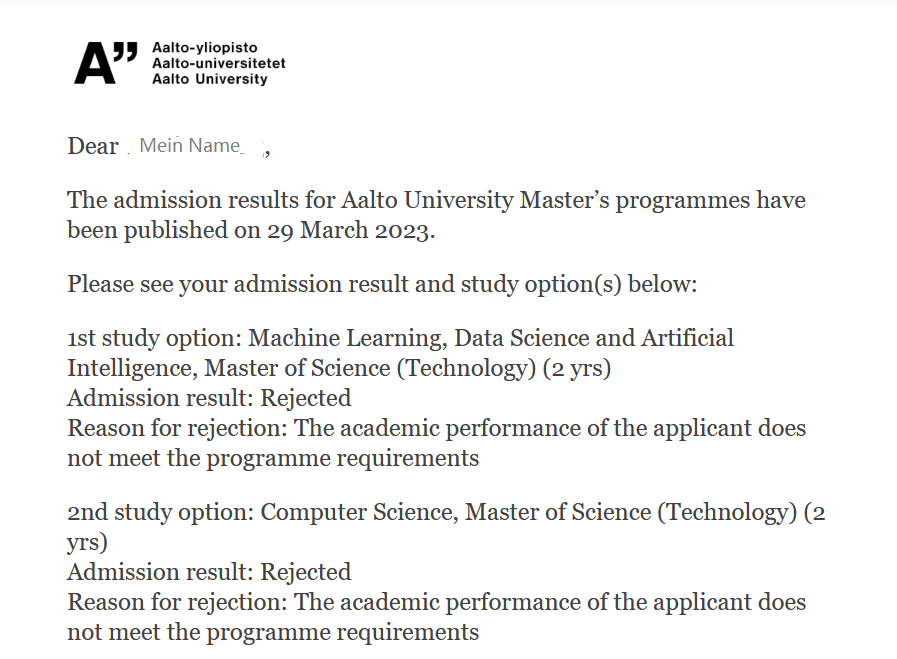 A”
Aalto-yliopisto
Aalto-universitetet
Aalto University
Dear Mein Name_ ,
The admission results for Aalto University Master’s programmes have
been published on 29 March 2023.
Please see your admission result and study option(s) below:
1st study option: Machine Learning, Data Science and Artificial
Intelligence, Master of Science (Technology) (2 yrs)
Admission result: Rejected
Reason for rejection: The academic performance of the applicant does
not meet the programme requirements
2nd study option: Computer Science, Master of Science (Technology) (2
yrs)
Admission result: Rejected
Reason for rejection: The academic performance of the applicant does
not meet the programme requirements